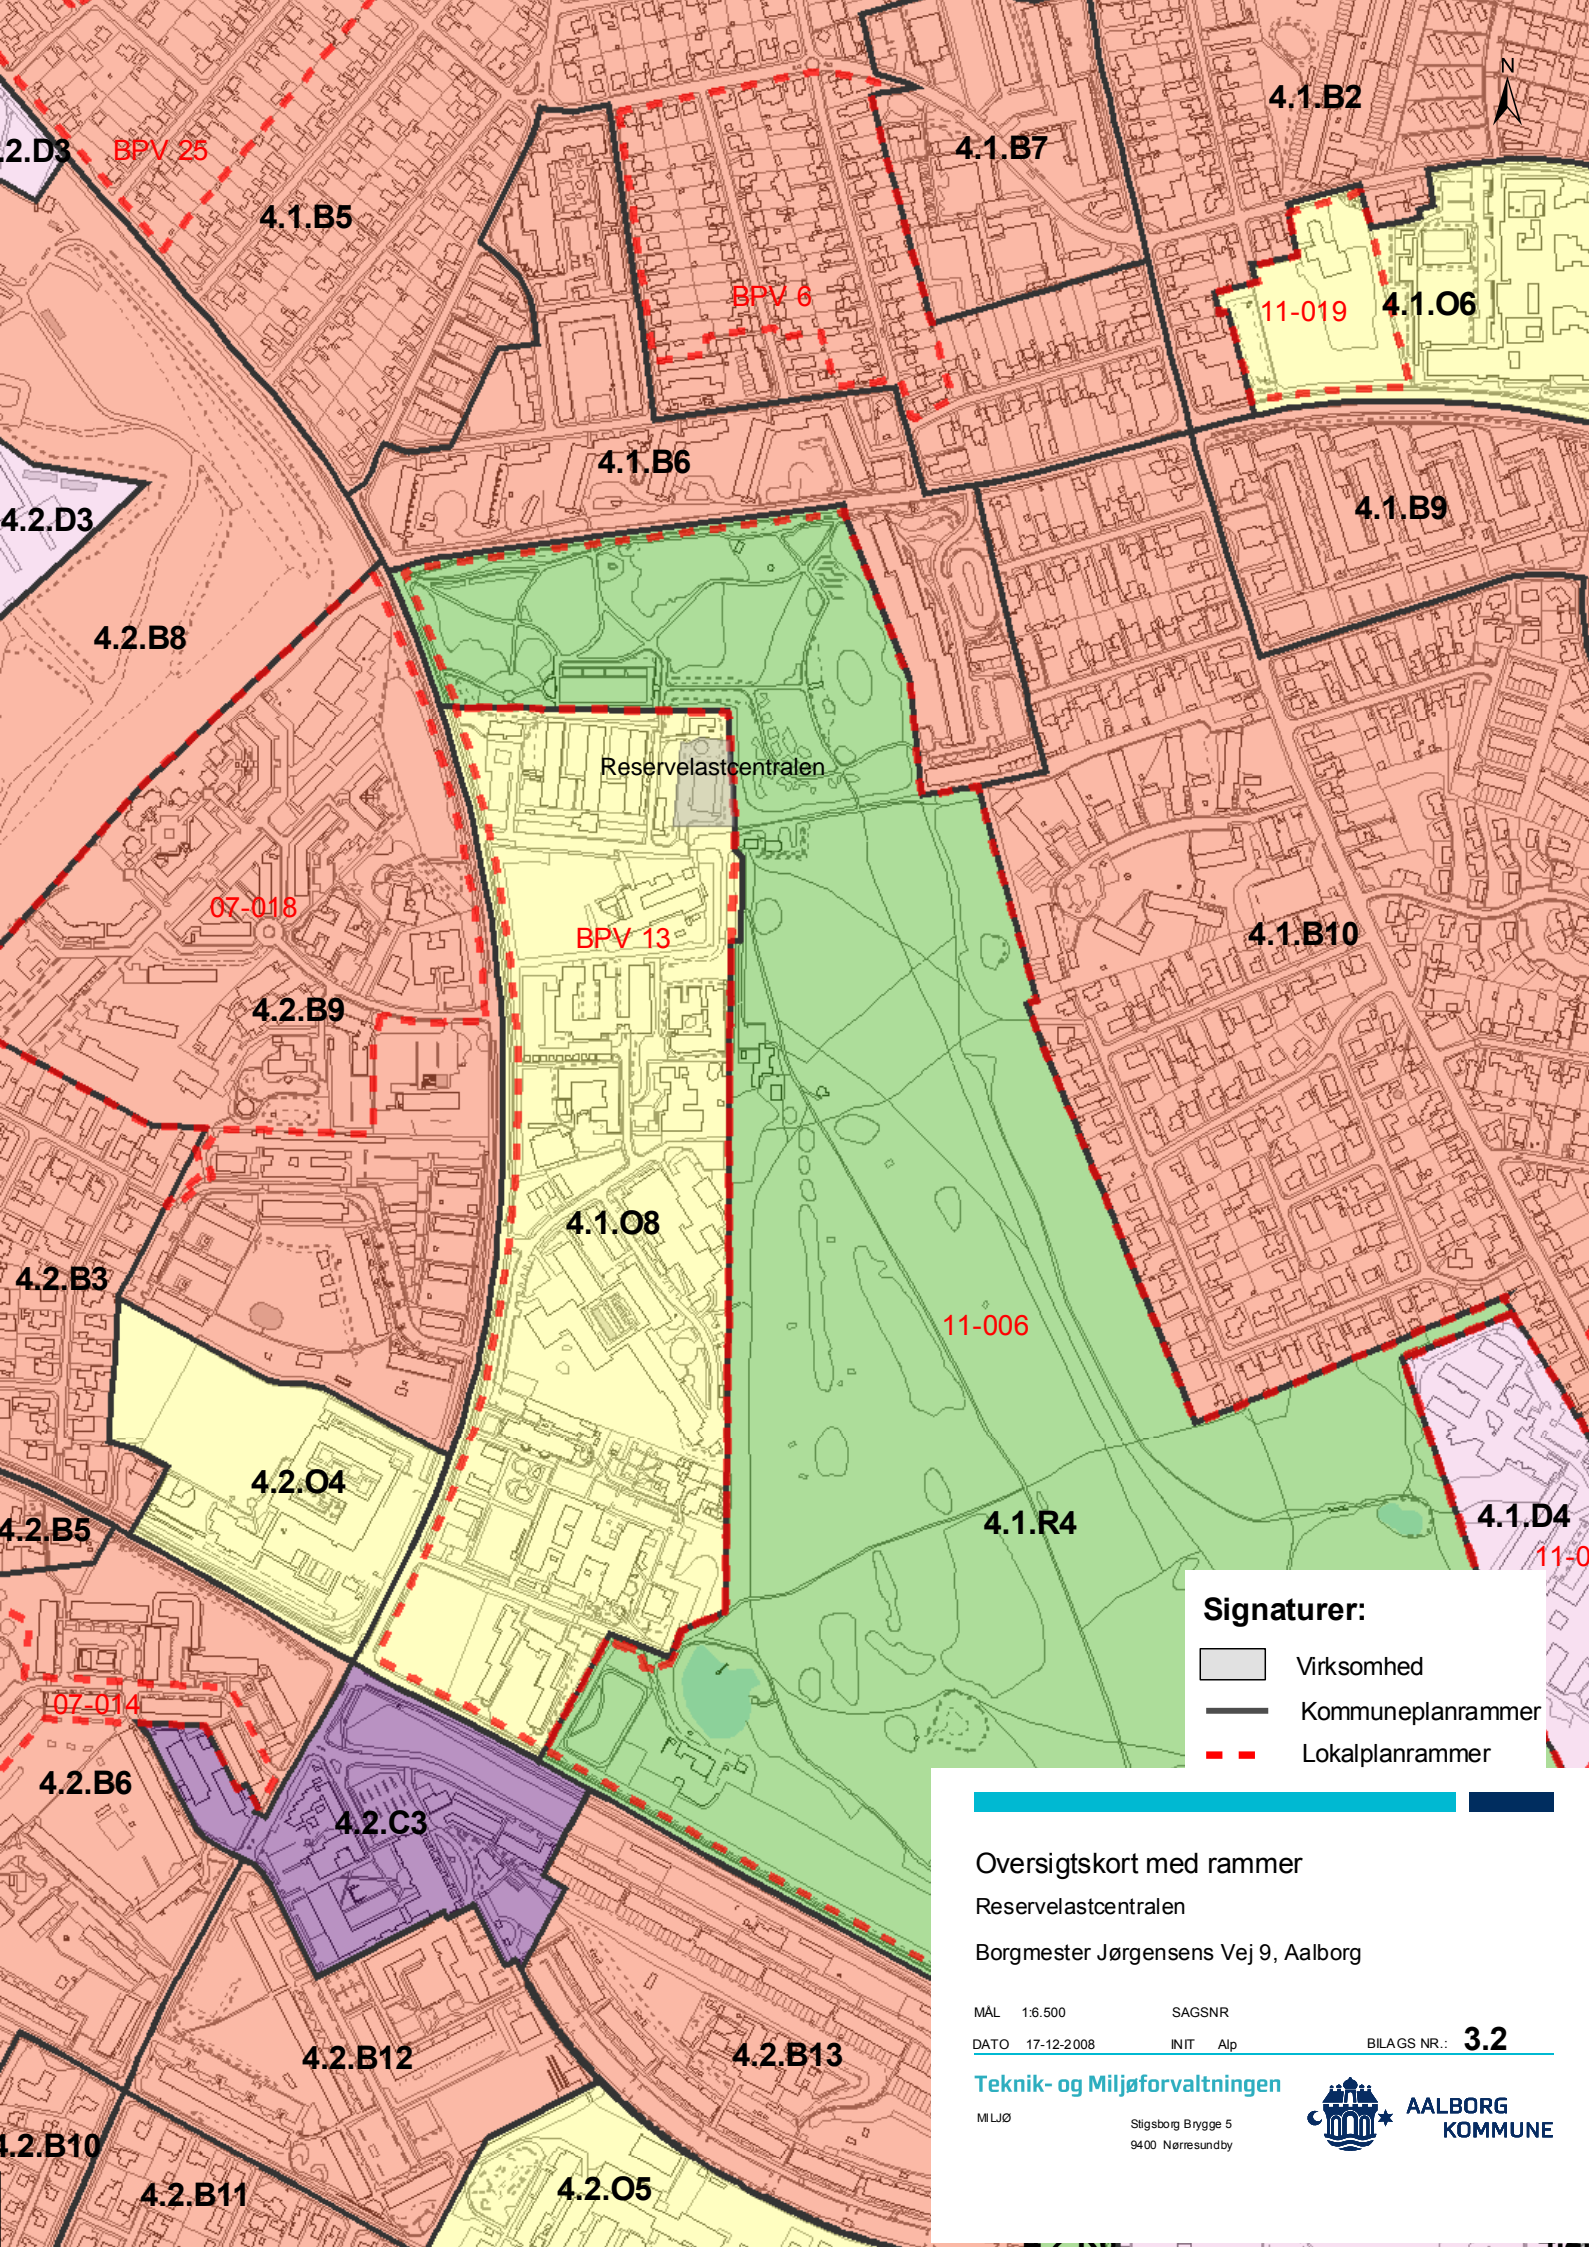 N
4.1.B2
BPV 25
4.1.B7
4.1.B5
BPV 6
11-019
4.1.O6
4.1.B6
4.2.D3
4.1.B9
4.2.B8
Reservelastcentralen
07-018
BPV 13
4.1.B10
4.2.B9
4.1.O8
4.2.B3
11-006
4.2.O4
4.2.B5
4.1.R4
4.1.D4
07-014
4.2.B6
4.2.C3
4.2.B12
4.2.B13
4.2.B11
4.2.O5
Signaturer:
Virksomhed
Kommuneplanrammer
Lokalplanrammer
Oversigtskort med rammer
Reservelastcentralen
Borgmester Jørgensens Vej 9, Aalborg
MÅL 1:6.500 SAGSNR
DATO 17-12-2008 INIT Alp BILAGS NR.: 3.2
Teknik- og Miljøforvaltningen
MILJØ
Stigsborg Brygge 5
9400 Nørresundby
AALBORG
KOMMUNE